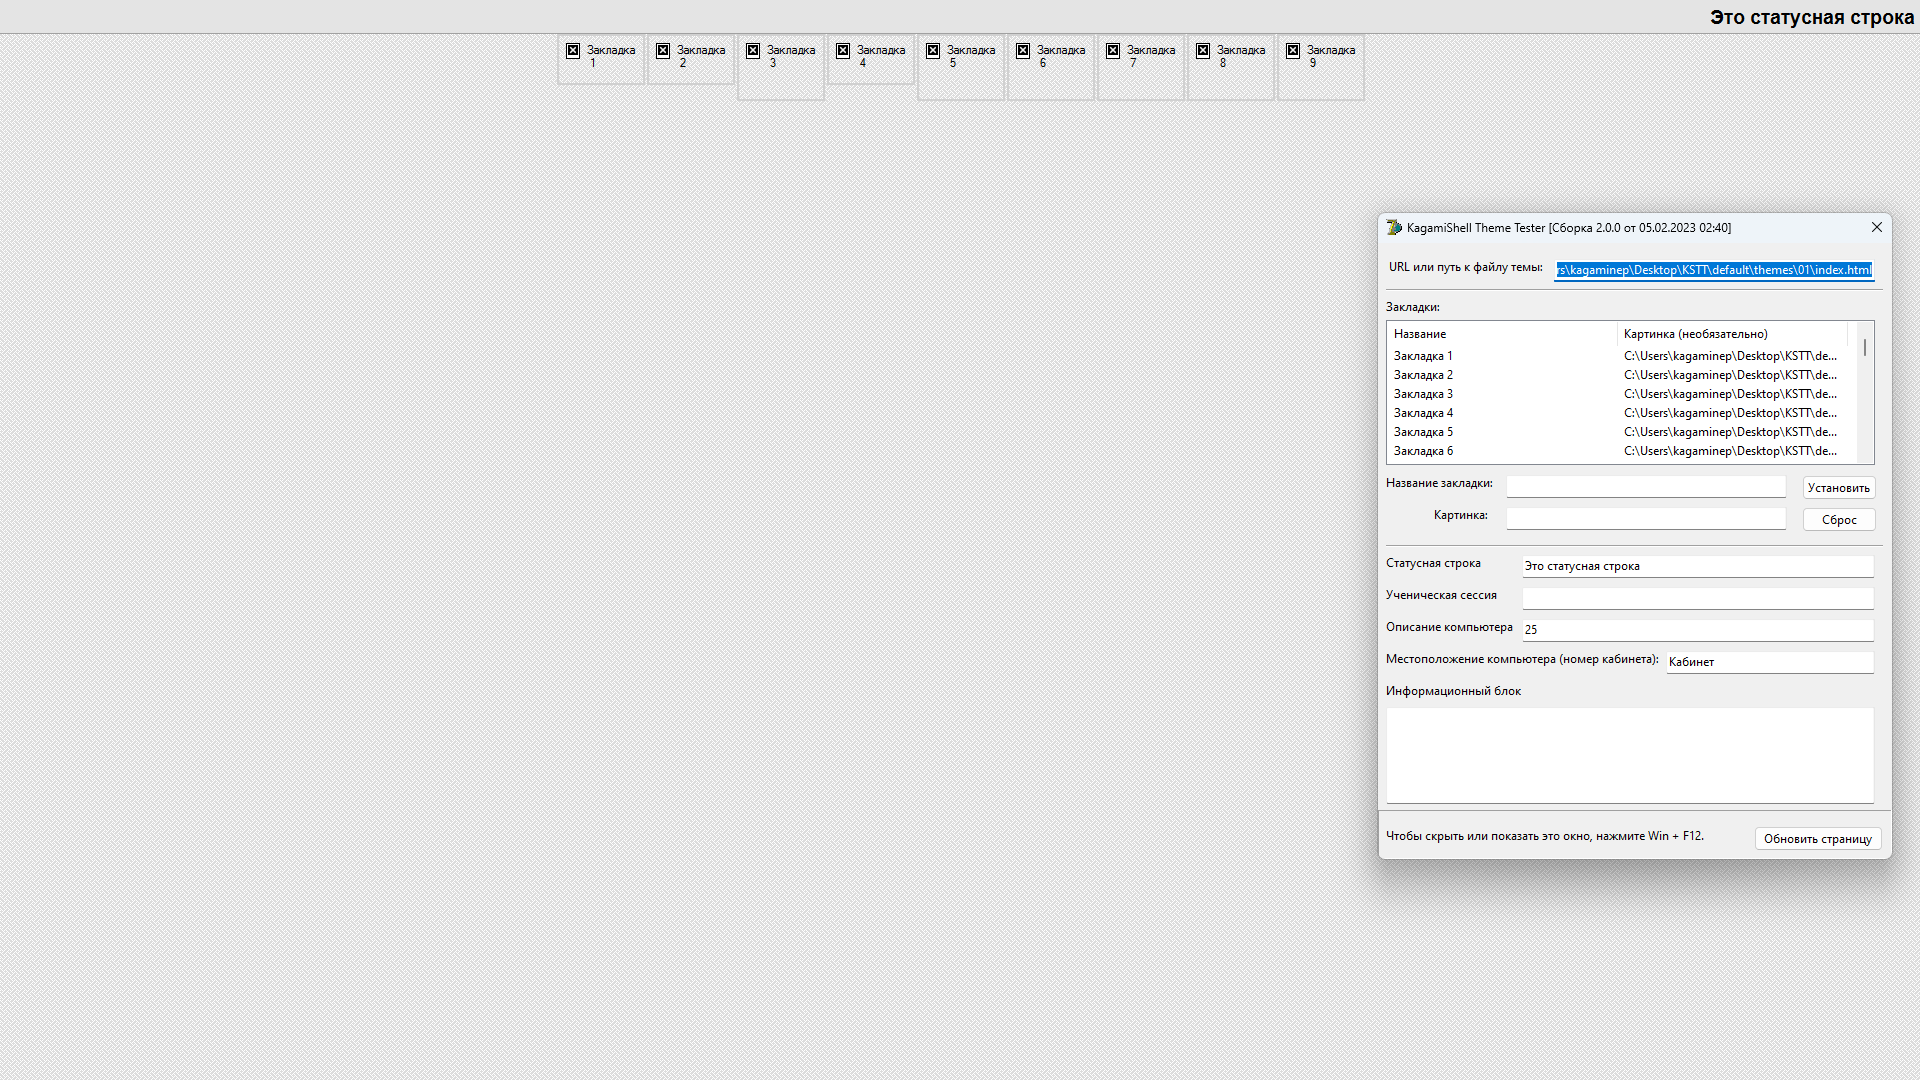 Это статусная строка
Закладка 1
Закладка 2
Закладка 3
Закладка 4
Закладка 5
Закладка 6
Закладка 7
Закладка 8
Закладка 9
KagamiShell Theme Tester [Сборка 2.0.0 от 05.02.2023 02:40]
URL или путь к файлу темы: rs\kagaminep\Desktop\KSTT\default\themes\01\index.html
Закладки:
Название Картинка (необязательно)
Закладка 1 C:\Users\kagaminep\Desktop\KSTT\de...
Закладка 2 C:\Users\kagaminep\Desktop\KSTT\de...
Закладка 3 C:\Users\kagaminep\Desktop\KSTT\de...
Закладка 4 C:\Users\kagaminep\Desktop\KSTT\de...
Закладка 5 C:\Users\kagaminep\Desktop\KSTT\de...
Закладка 6 C:\Users\kagaminep\Desktop\KSTT\de...
Название закладки: Установить
Картинка: Сброс
Статусная строка Это статусная строка
Ученическая сессия
Описание компьютера 25
Местоположение компьютера (номер кабинета): Кабинет
Информационный блок
Чтобы скрыть или показать это окно, нажмите Win + F12. Обновить страницу